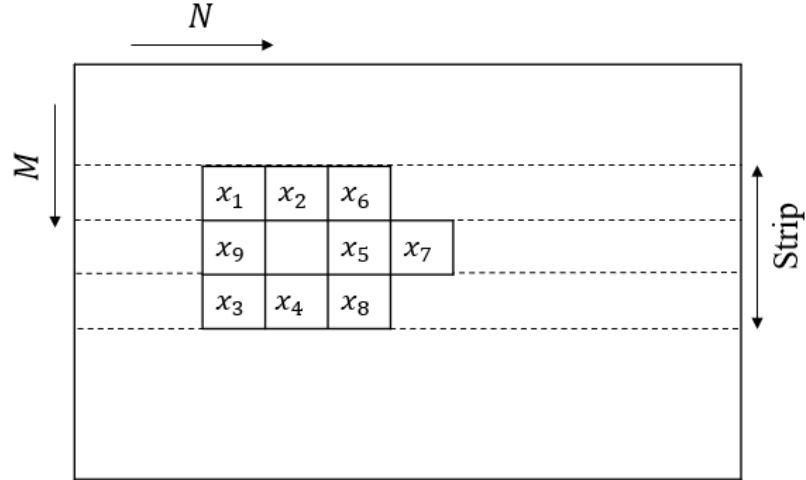 N
M
x₁ x₂ x₆
x₉ x₅ x₇
x₃ x₄ x₈
Strip